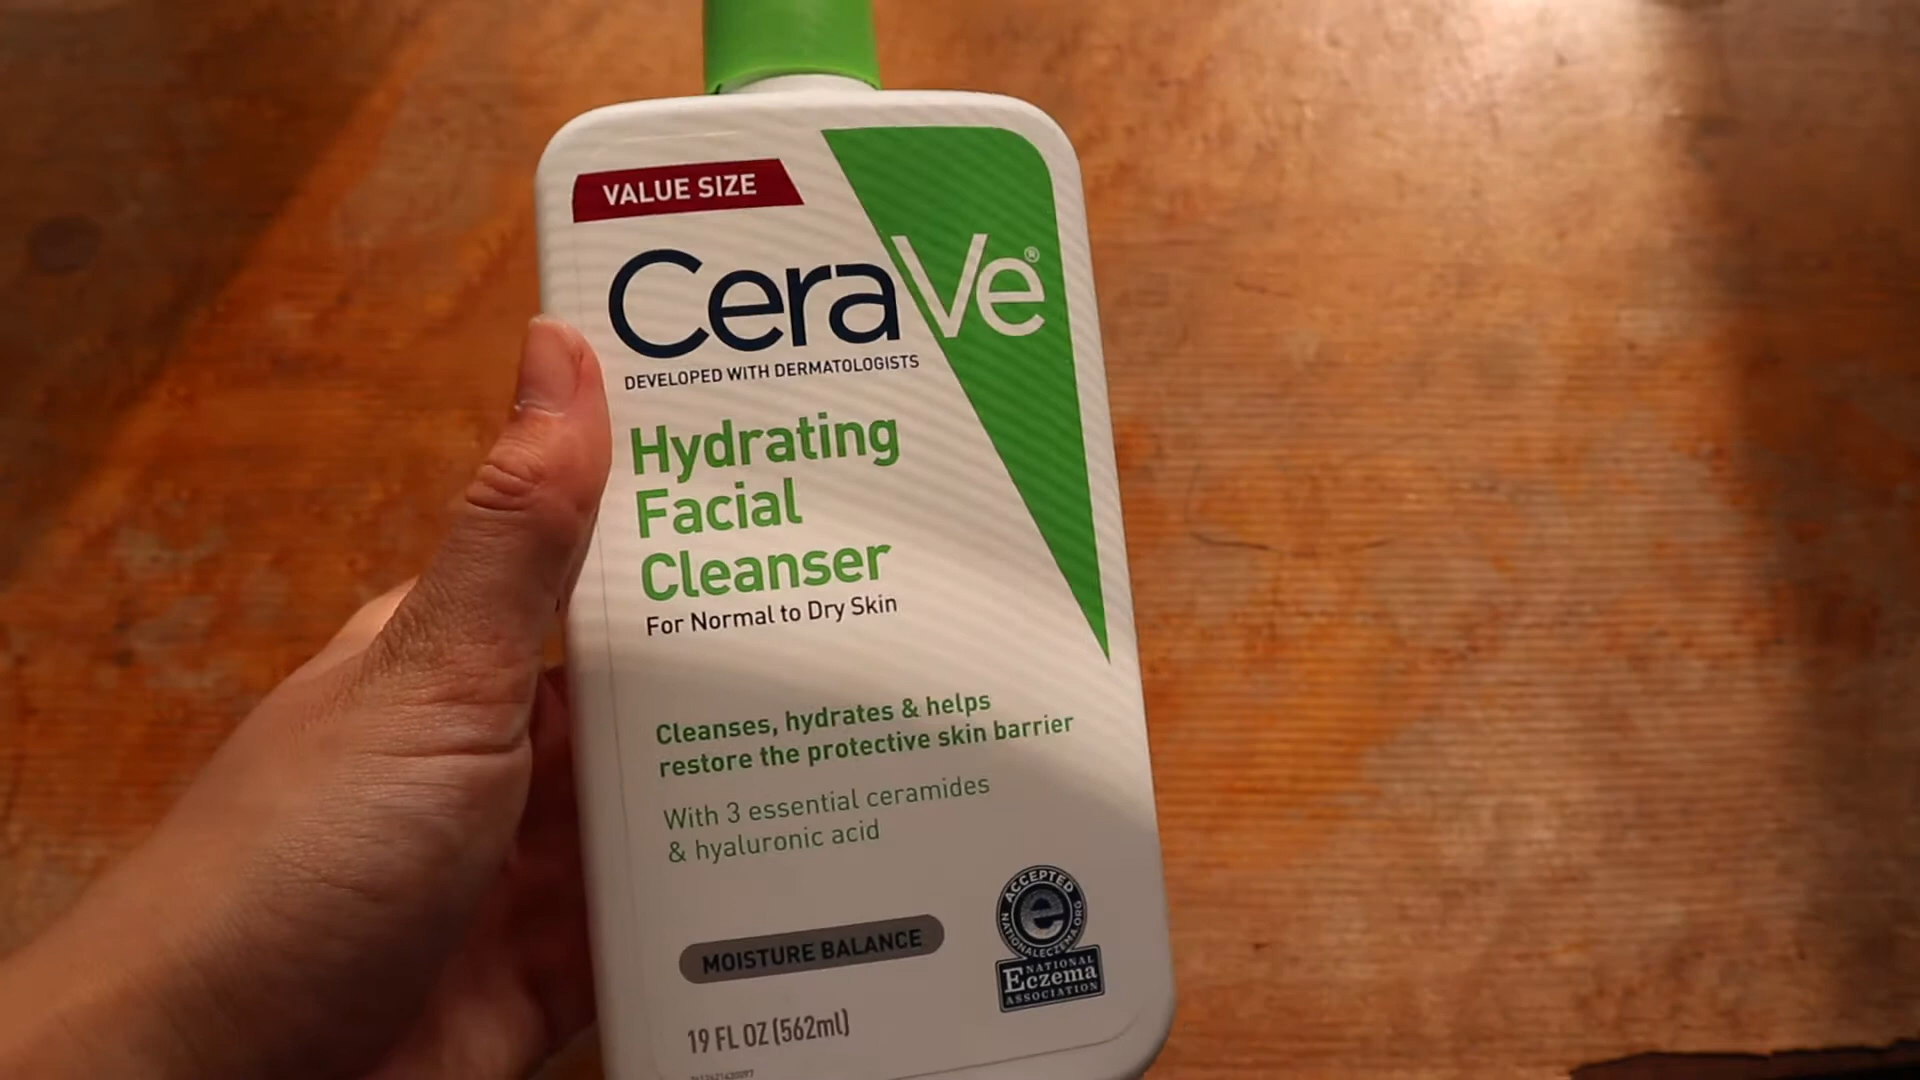 VALUE SIZE
CeraVe®
DEVELOPED WITH DERMATOLOGISTS
Hydrating
Facial
Cleanser
For Normal to Dry Skin
Cleanses, hydrates & helps
restore the protective skin barrier
With 3 essential ceramides
& hyaluronic acid
MOISTURE BALANCE
ACCEPTED
e
NATIONALECZEMA.ORG
NATIONAL
Eczema
ASSOCIATION
19 FL OZ (562ml)